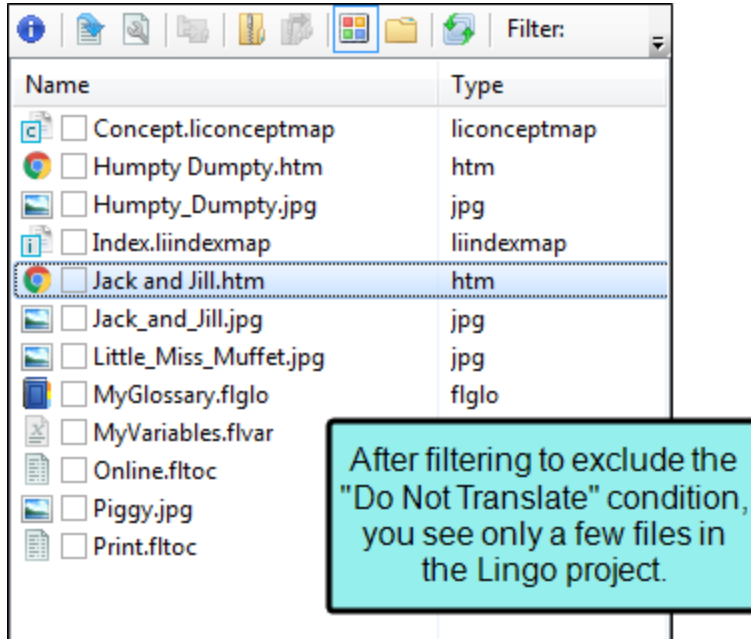 Filter:
Name Type
Concept.liconceptmap liconceptmap
Humpty Dumpty.htm htm
Humpty_Dumpty.jpg jpg
Index.liindexmap liindexmap
Jack and Jill.htm htm
Jack_and_Jill.jpg jpg
Little_Miss_Muffet.jpg jpg
MyGlossary.flglo flglo
MyVariables.flvar
Online.fltoc
Piggy.jpg
Print.fltoc
After filtering to exclude the
"Do Not Translate" condition,
you see only a few files in
the Lingo project.